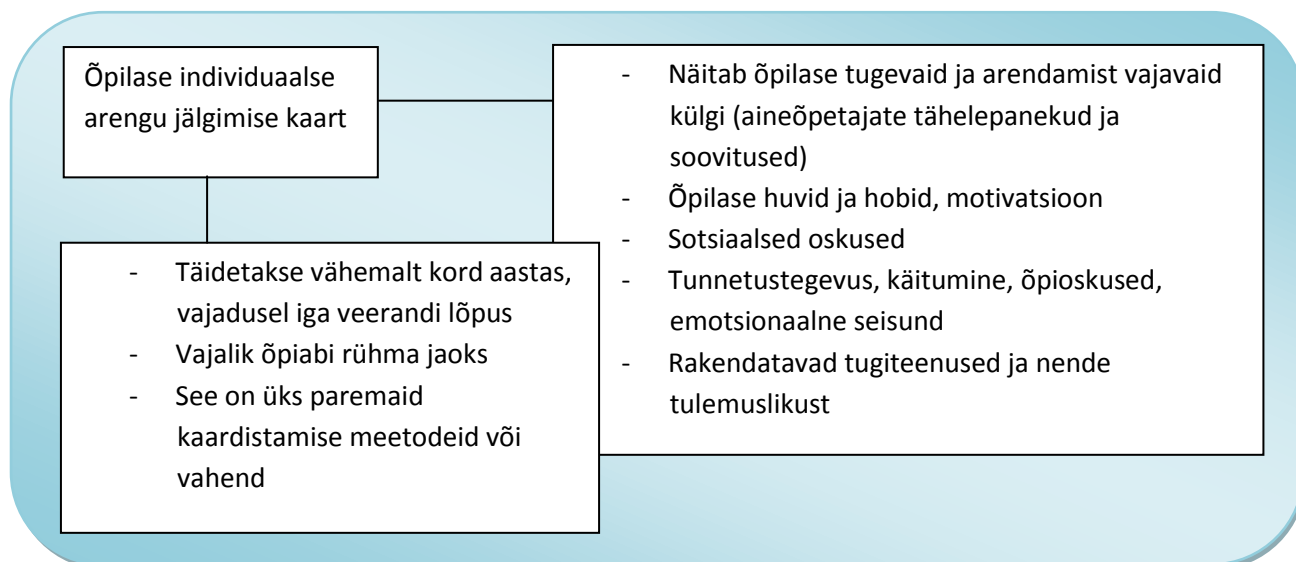 Õpilase individuaalse
arengu jälgimise kaart
- Näitab õpilase tugevaid ja arendamist vajavaid
külgi (aineõpetajate tähelepanekud ja
soovitused)
- Õpilase huvid ja hobid, motivatsioon
- Sotsiaalsed oskused
- Tunnetustegevus, käitumine, õpioskused,
emotsionaalne seisund
- Rakendatavad tugiteenused ja nende
tulemuslikust
- Täidetakse vähemalt kord aastas,
vajadusel iga veerandi lõpus
- Vajalik õpiabi rühma jaoks
- See on üks paremaid
kaardistamise meetodeid või
vahend